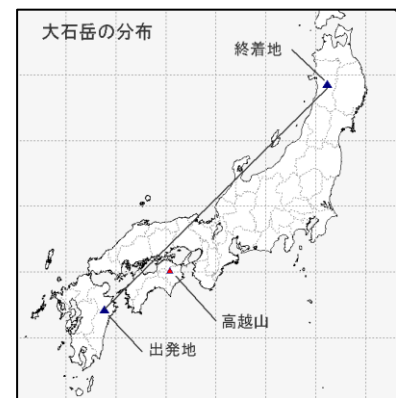 大石岳の分布
終着地
高越山
出発地